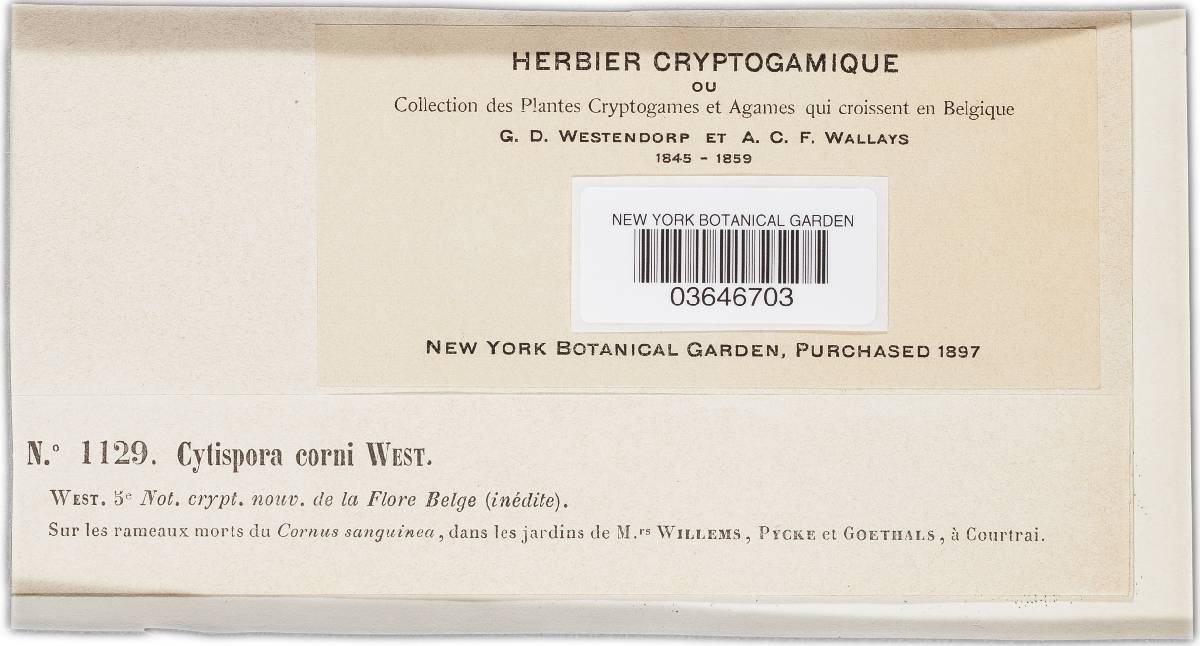 HERBIER CRYPTOGAMIQUE
OU
Collection des Plantes Cryptogames et Agames qui croissent en Belgique
G. D. WESTENDORP ET A. C. F. WALLAYS
1845 - 1859
NEW YORK BOTANICAL GARDEN
03646703
NEW YORK BOTANICAL GARDEN, PURCHASED 1897
N.º 1129. Cytispora corni WEST.
WEST. 5e Not. crypt. nouv. de la Flore Belge (inédite).
Sur les rameaux morts du Cornus sanguinea, dans les jardins de M.rs WILLEMS, PYCKE et GOETHALS, à Courtrai.